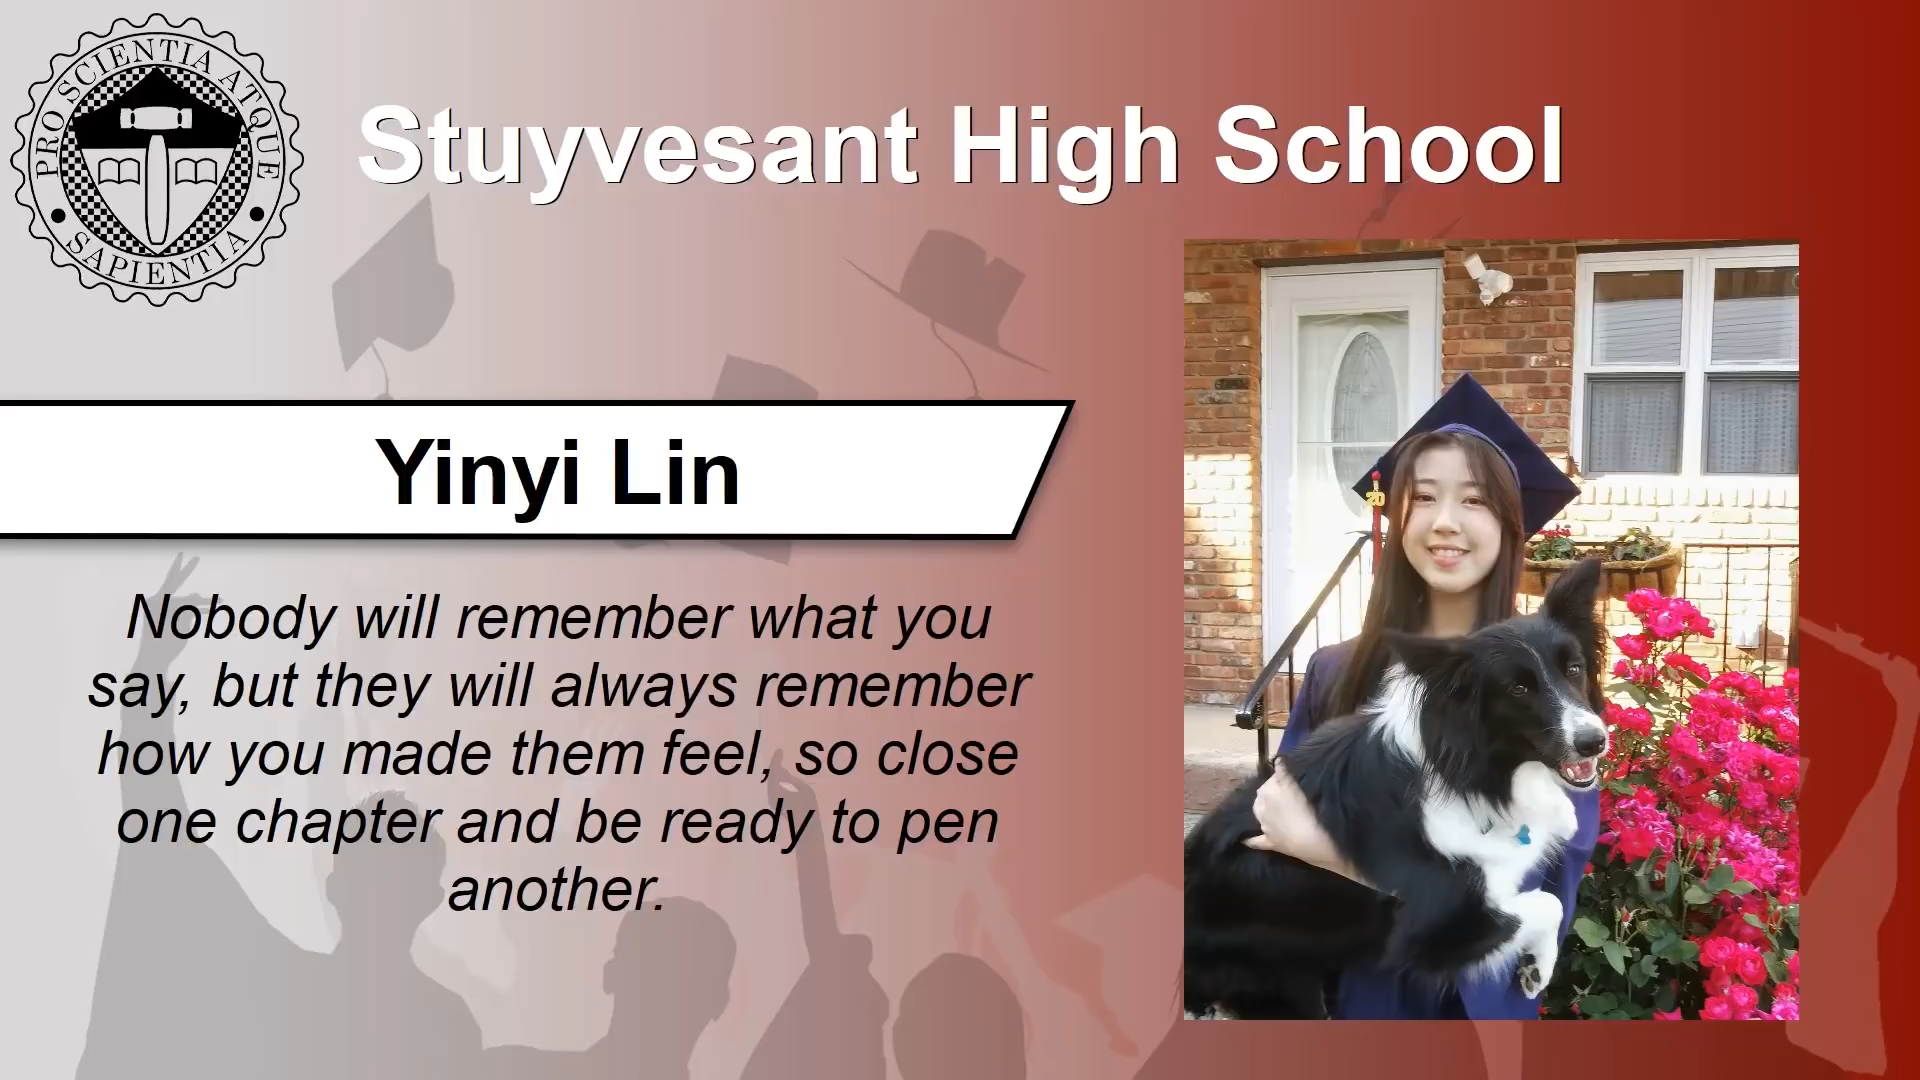 PRO SCIENTIA ATQUE
SAPIENTIA
Stuyvesant High School
Yinyi Lin
Nobody will remember what you
say, but they will always remember
how you made them feel, so close
one chapter and be ready to pen
another.
20